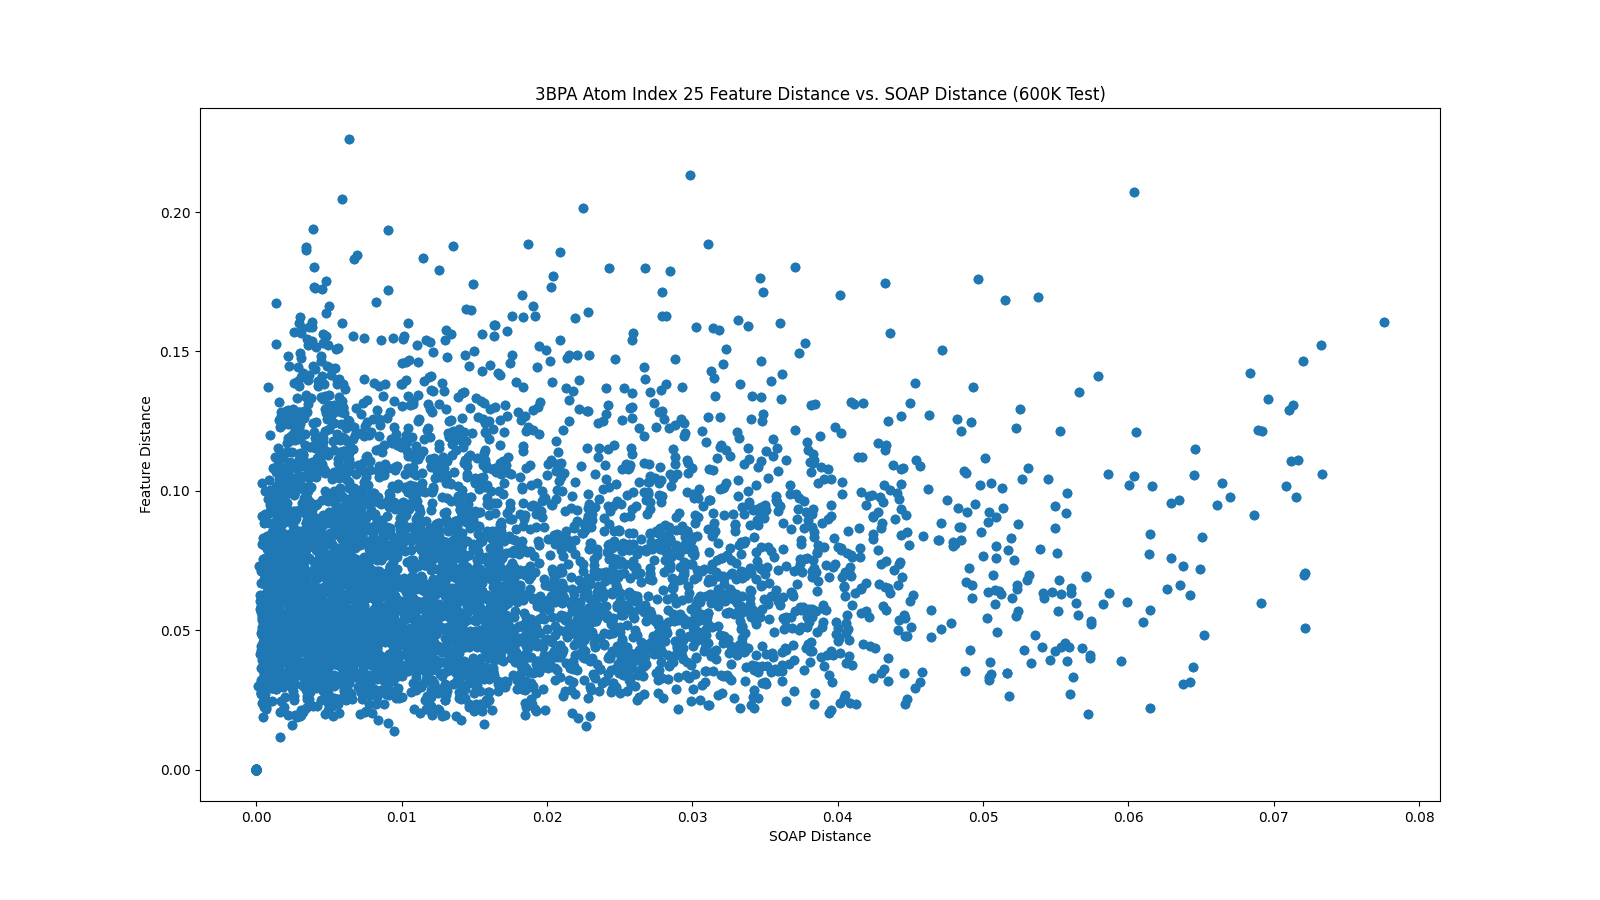 3BPA Atom Index 25 Feature Distance vs. SOAP Distance (600K Test)
Feature Distance
0.20
0.15
0.10
0.05
0.00
0.00 0.01 0.02 0.03 0.04 0.05 0.06 0.07 0.08
SOAP Distance